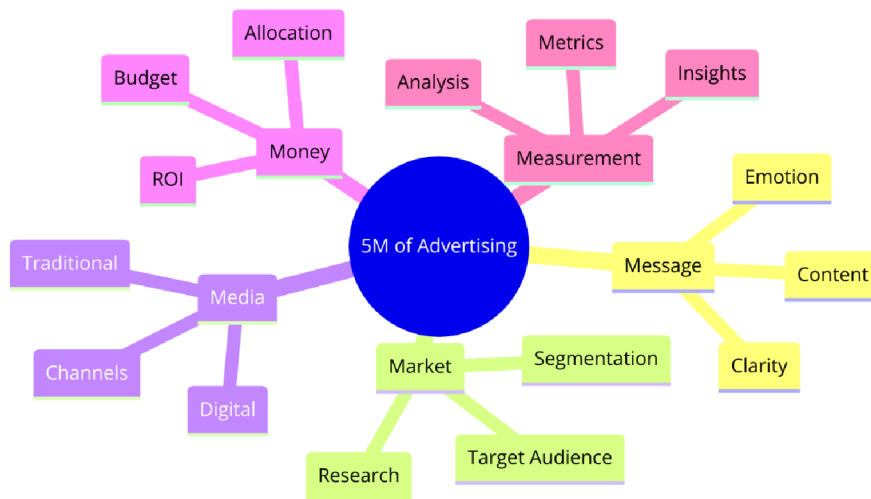 Allocation
Metrics
Budget
Analysis
Insights
Money
Measurement
ROI
Emotion
5M of Advertising
Traditional
Message
Content
Media
Segmentation
Market
Clarity
Channels
Digital
Target Audience
Research